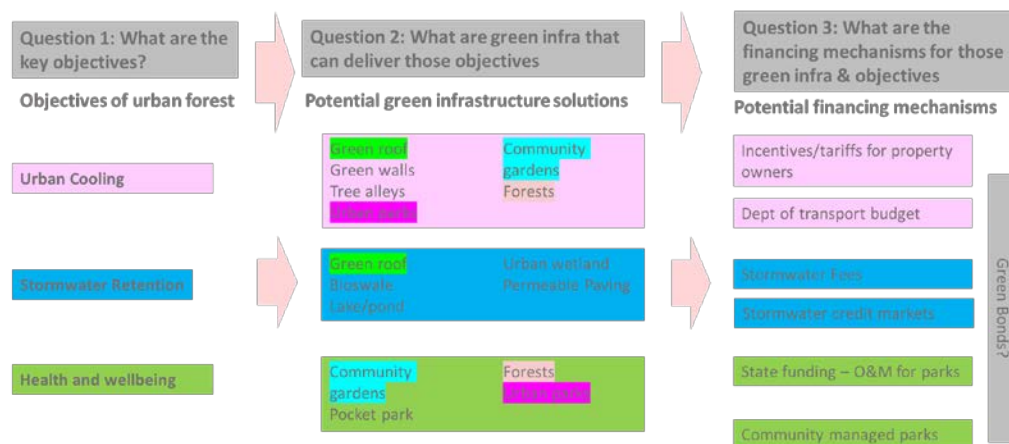 Question 1: What are the
key objectives?
Question 2: What are green infra that
can deliver those objectives
Question 3: What are the
financing mechanisms for those
green infra & objectives
Objectives of urban forest
Potential green infrastructure solutions
Potential financing mechanisms
Urban Cooling
Green roof
Green walls
Tree alleys
Urban parks
Community
gardens
Forests
Incentives/tariffs for property
owners
Dept of transport budget
Stormwater Retention
Green roof
Bioswale
Lake/pond
Urban wetland
Permeable Paving
Stormwater Fees
Stormwater credit markets
Health and wellbeing
Community
gardens
Pocket park
Forests
Urban parks
State funding – O&M for parks
Community managed parks
Green Bonds?